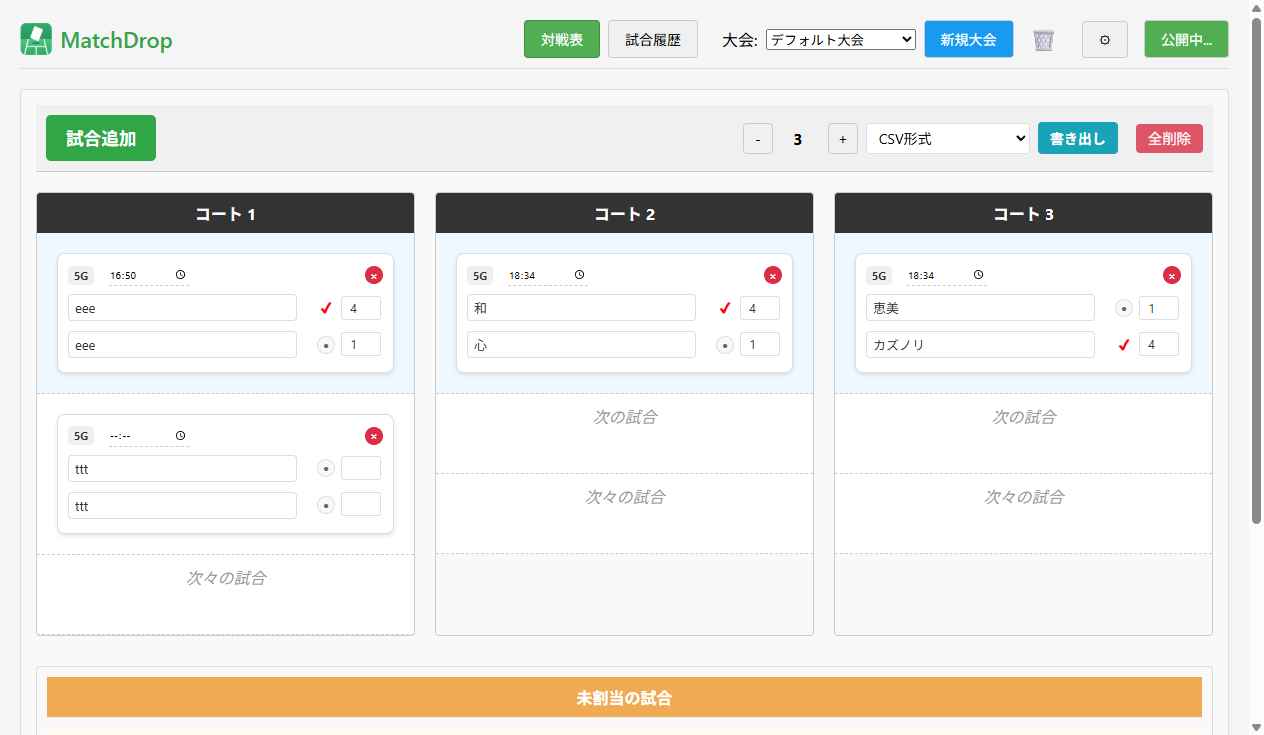 MatchDrop 対戦表 試合履歴 大会: デフォルト大会 新規大会 公開中...
試合追加 - 3 + CSV形式 書き出し 全削除
コート 1
5G 16:50
eee 4
eee 1
5G --:--
ttt
ttt
次々の試合
コート 2
5G 18:34
和 4
心 1
次の試合
次々の試合
コート 3
5G 18:34
恵美 1
カズノリ 4
次の試合
次々の試合
未割当の試合